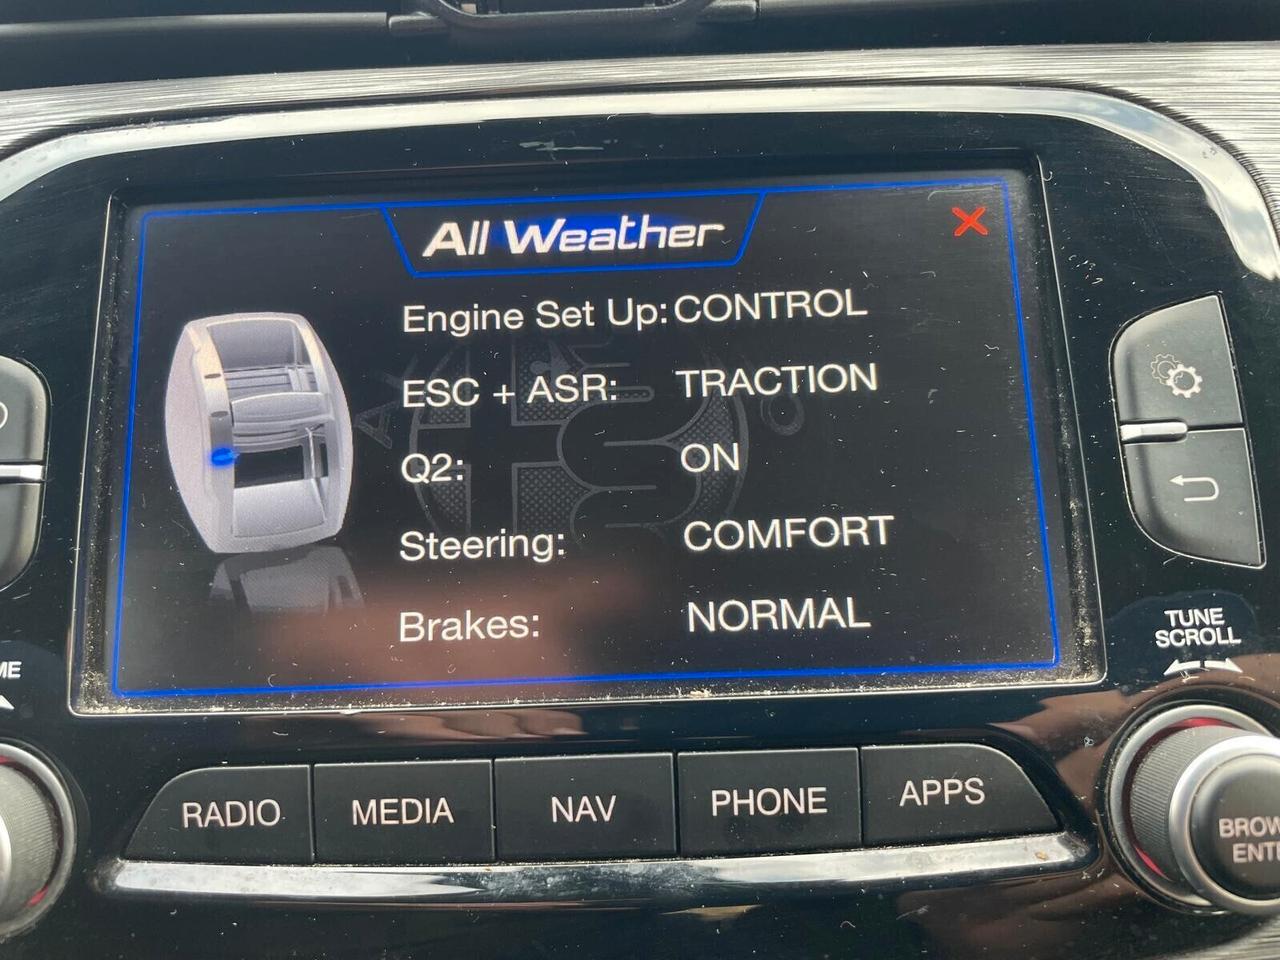 All Weather
Engine Set Up: CONTROL
ESC + ASR: TRACTION
Q2: ON
Steering: COMFORT
Brakes: NORMAL
TUNE
SCROLL
RADIO MEDIA NAV PHONE APPS